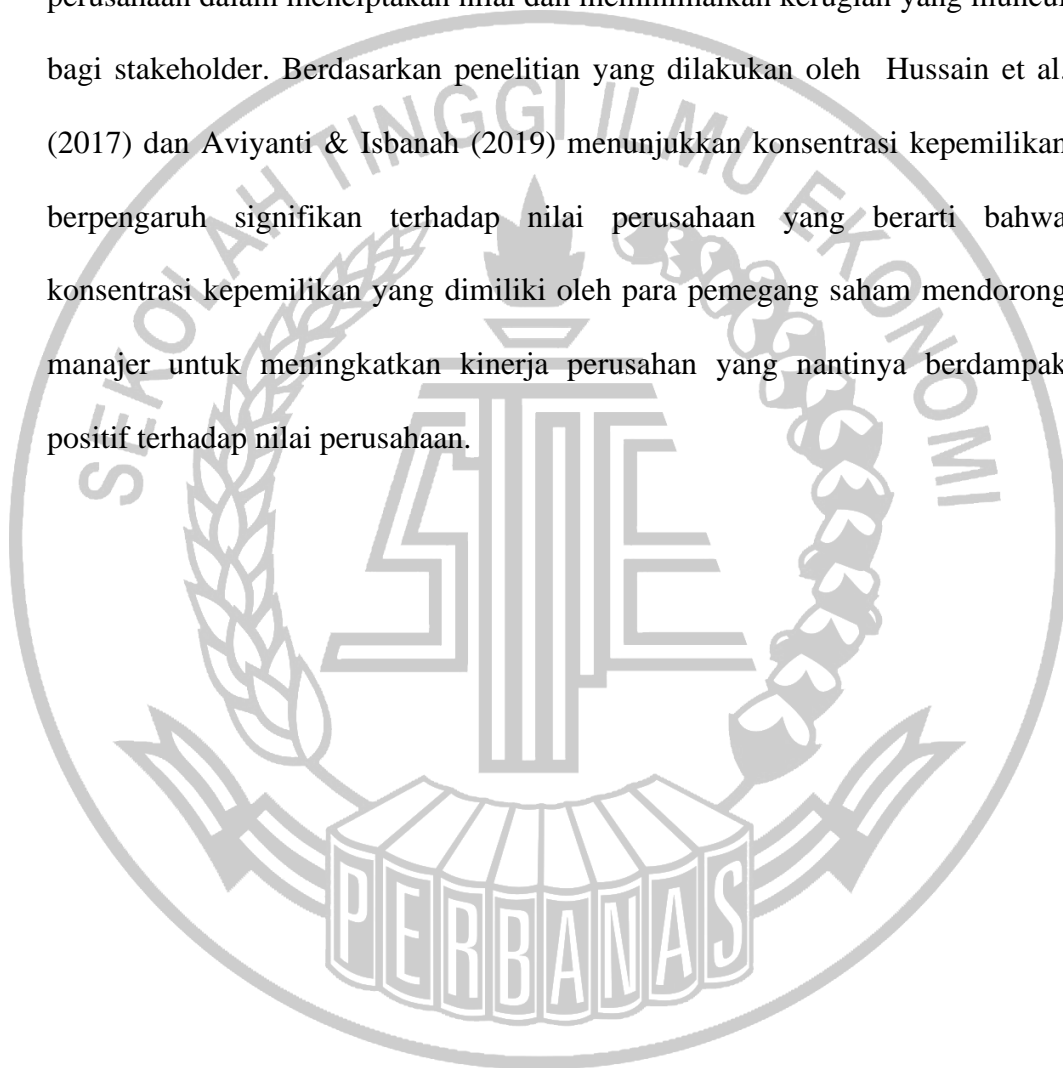 perusahaan dalam menciptakan nilai dan meminimalkan kerugian yang muncul
bagi stakeholder. Berdasarkan penelitian yang dilakukan oleh Hussain et al.
(2017) dan Aviyanti & Isbanah (2019) menunjukkan konsentrasi kepemilikan
berpengaruh signifikan terhadap nilai perusahaan yang berarti bahwa
konsentrasi kepemilikan yang dimiliki oleh para pemegang saham mendorong
manajer untuk meningkatkan kinerja perusahan yang nantinya berdampak
positif terhadap nilai perusahaan.
SEKOLAH TINGGI ILMU EKONOMI
STIE
PERBANAS